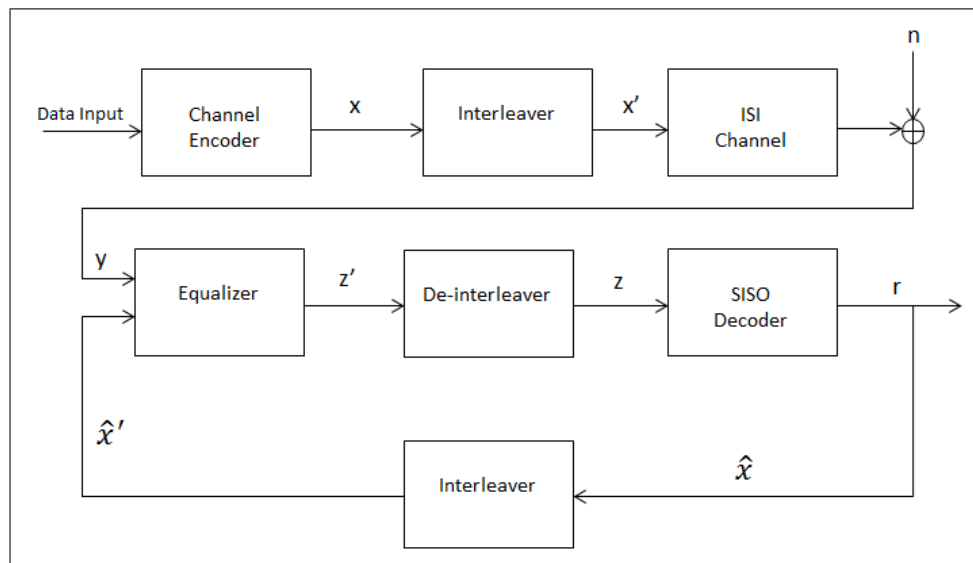 n
Data Input
Channel
Encoder
x
Interleaver
x'
ISI
Channel
y
Equalizer
z'
De-interleaver
z
SISO
Decoder
r
x̂'
Interleaver
x̂